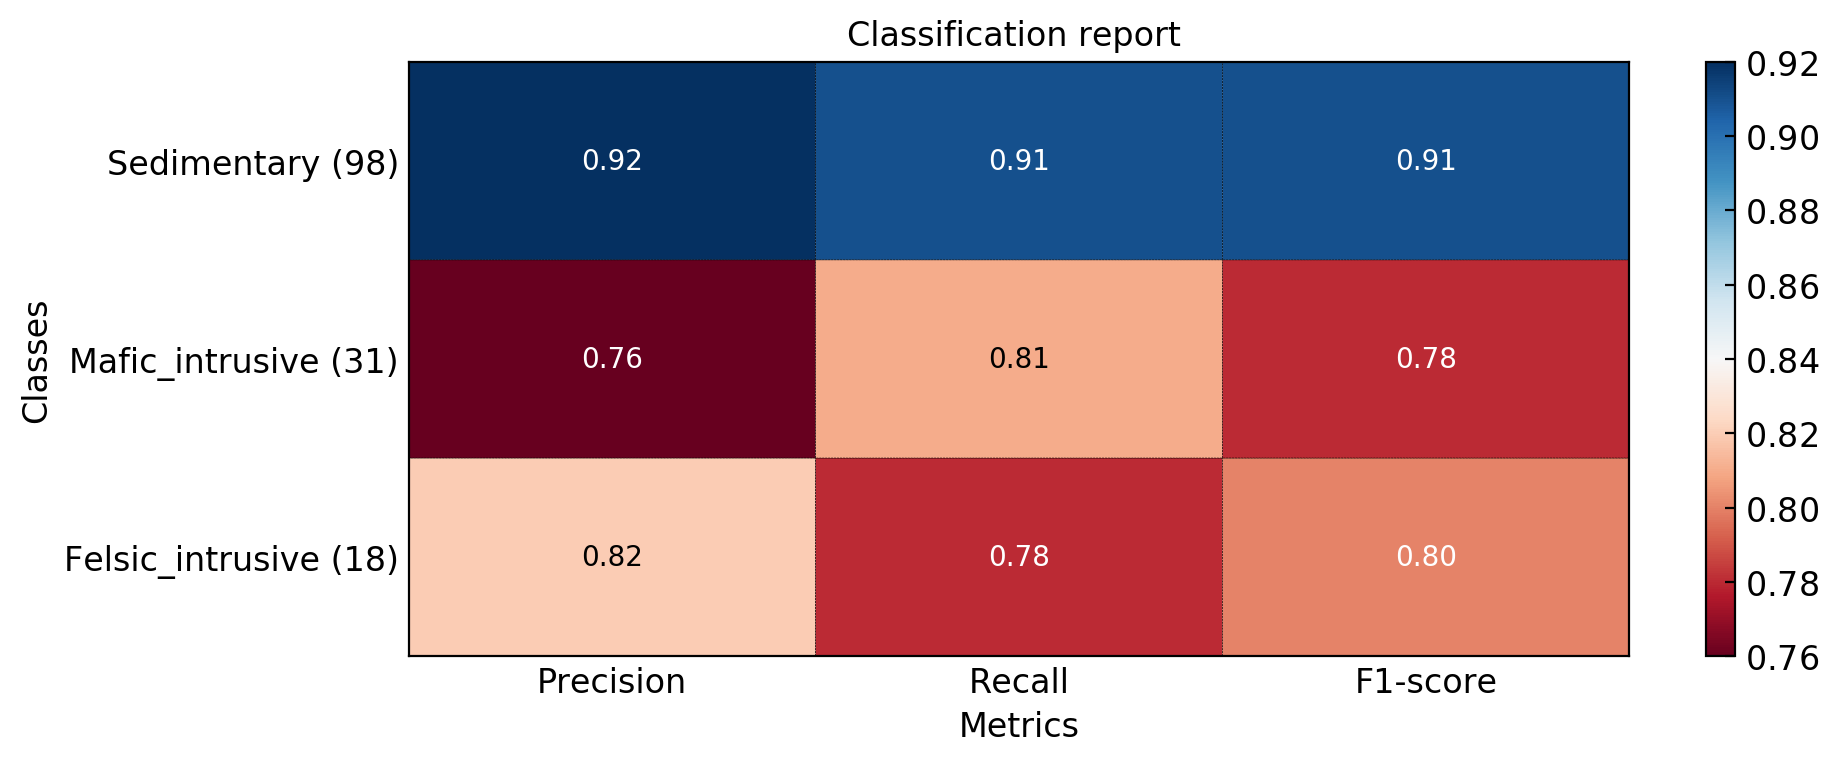 Classification report
Classes
Sedimentary (98) 0.92 0.91 0.91
Mafic_intrusive (31) 0.76 0.81 0.78
Felsic_intrusive (18) 0.82 0.78 0.80
Precision Recall F1-score
Metrics
0.92
0.90
0.88
0.86
0.84
0.82
0.80
0.78
0.76